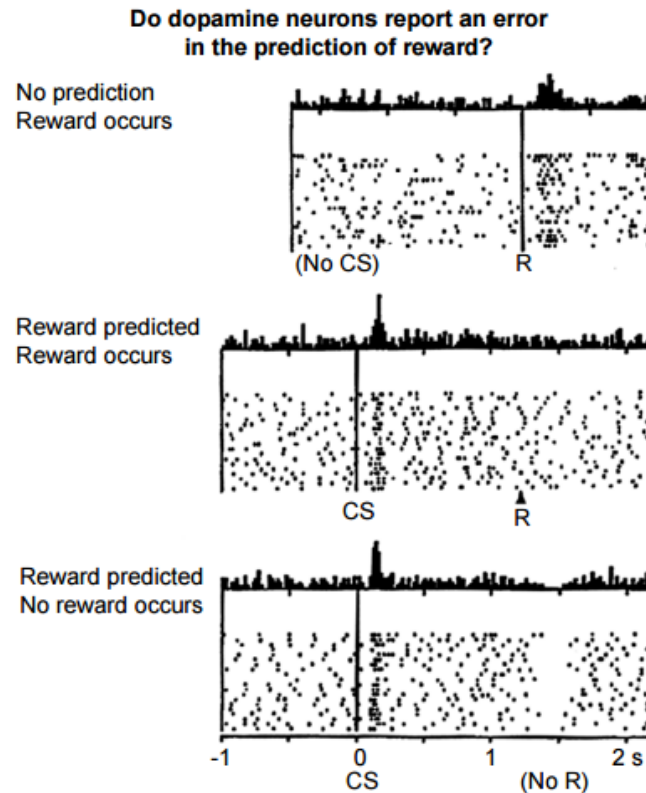 Do dopamine neurons report an error
in the prediction of reward?
No prediction
Reward occurs
(No CS)
R
Reward predicted
Reward occurs
CS
R
Reward predicted
No reward occurs
-1
0
1
2 s
CS
(No R)